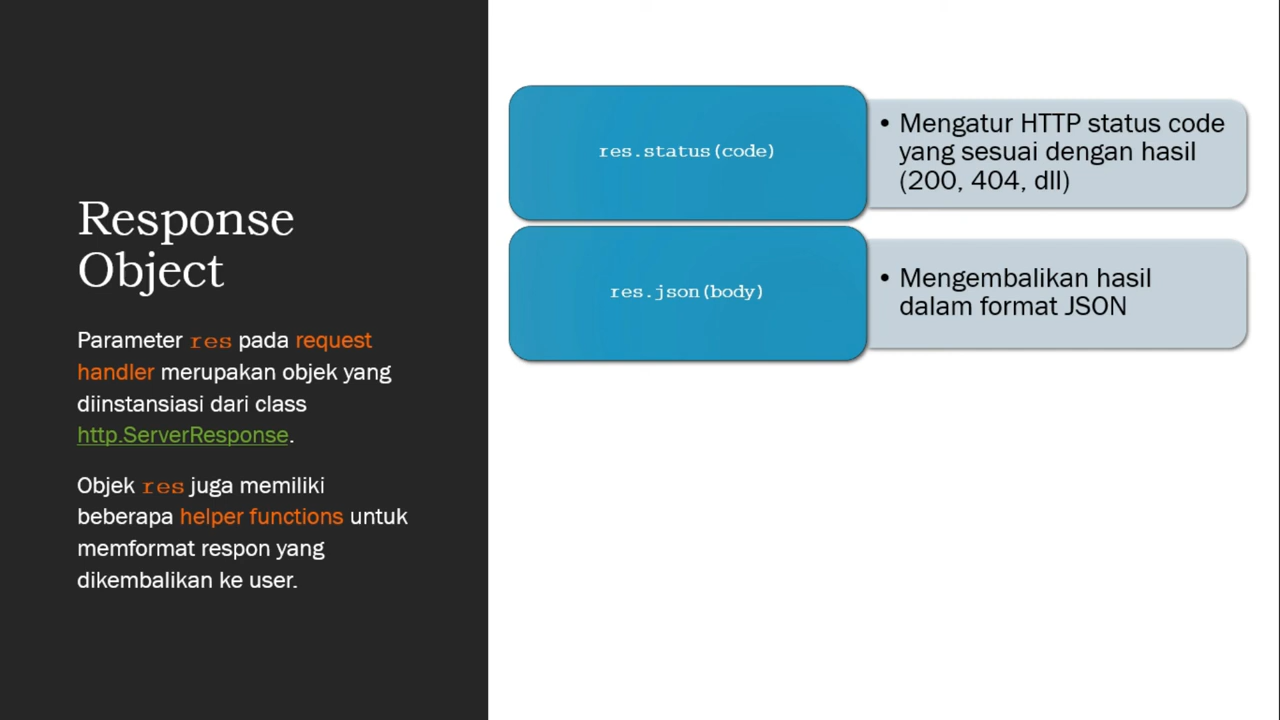 Response
Object
Parameter res pada request
handler merupakan objek yang
diinstansiasi dari class
http.ServerResponse.
Objek res juga memiliki
beberapa helper functions untuk
memformat respon yang
dikembalikan ke user.
res.status(code)
• Mengatur HTTP status code
yang sesuai dengan hasil
(200, 404, dll)
res.json(body)
• Mengembalikan hasil
dalam format JSON